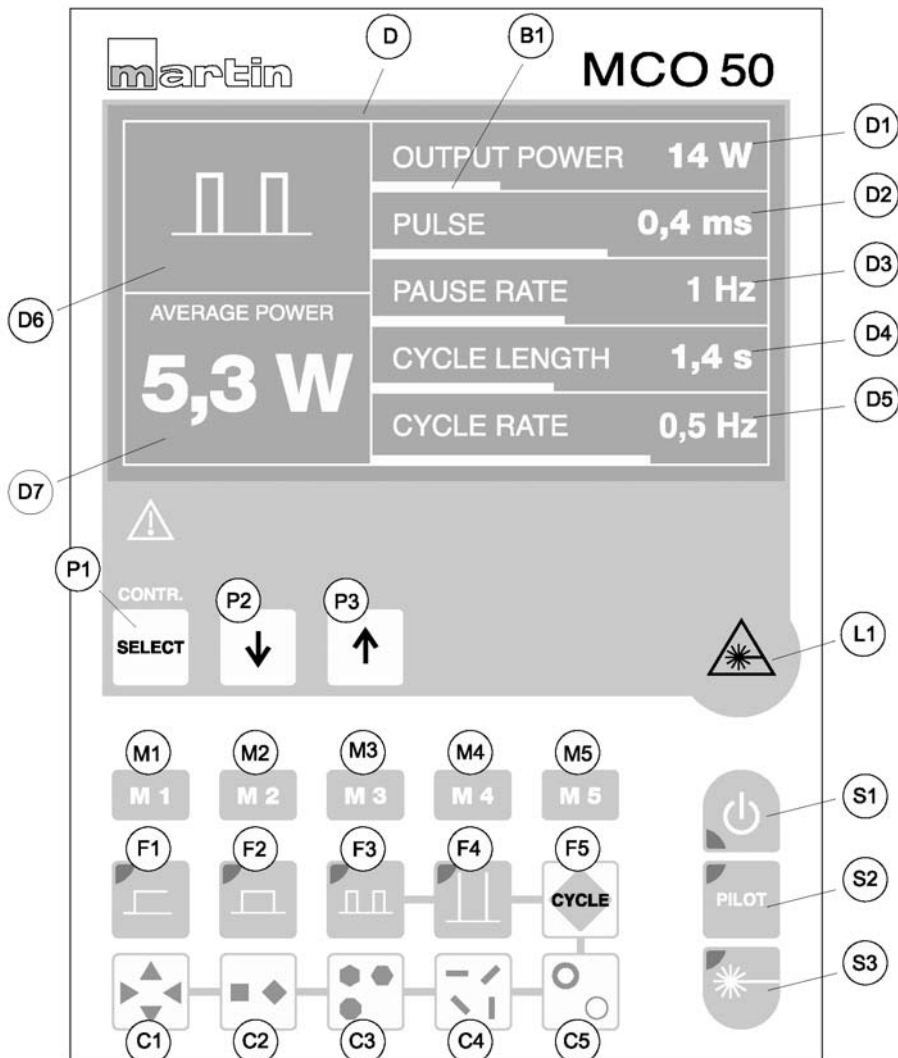 martin
MCO 50
D
B1
OUTPUT POWER 14 W
D1
PULSE 0,4 ms
D2
PAUSE RATE 1 Hz
D3
D6
AVERAGE POWER
5,3 W
CYCLE LENGTH 1,4 s
D4
CYCLE RATE 0,5 Hz
D5
D7
P1
CONTR.
SELECT
P2
P3
L1
M1 M2 M3 M4 M5
M 1 M 2 M 3 M 4 M 5
S1
F1 F2 F3 F4 F5
CYCLE
PILOT
S2
S3
C1 C2 C3 C4 C5